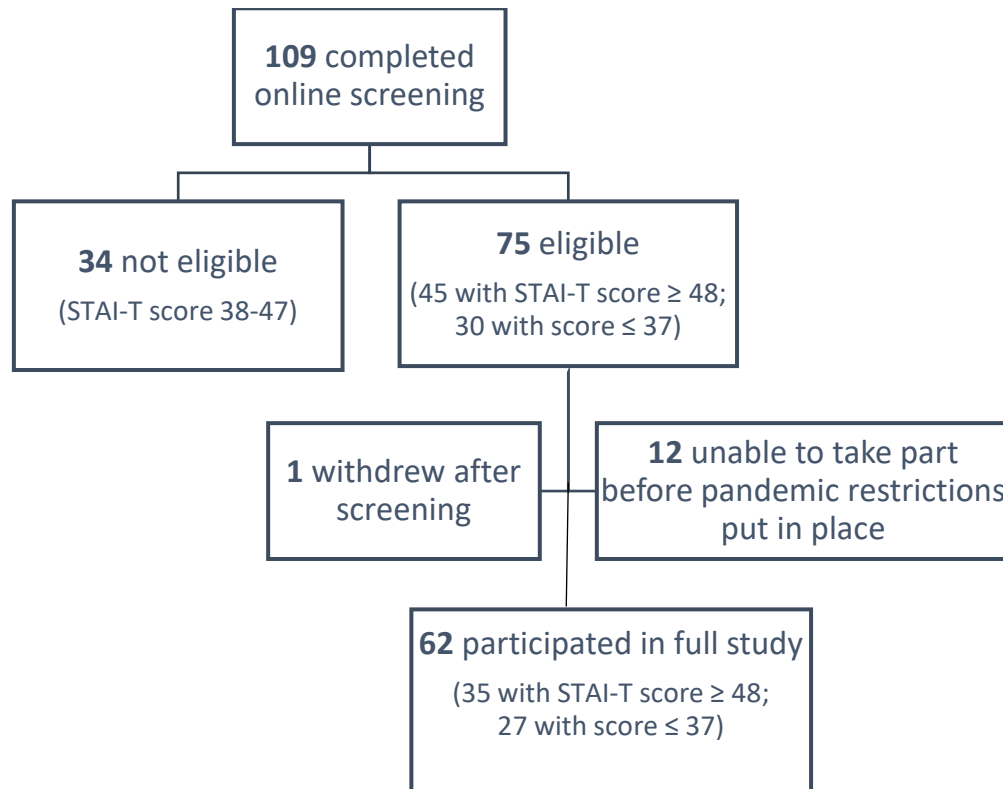 109 completed
online screening
34 not eligible
(STAI-T score 38-47)
75 eligible
(45 with STAI-T score ≥ 48;
30 with score ≤ 37)
1 withdrew after
screening
12 unable to take part
before pandemic restrictions
put in place
62 participated in full study
(35 with STAI-T score ≥ 48;
27 with score ≤ 37)